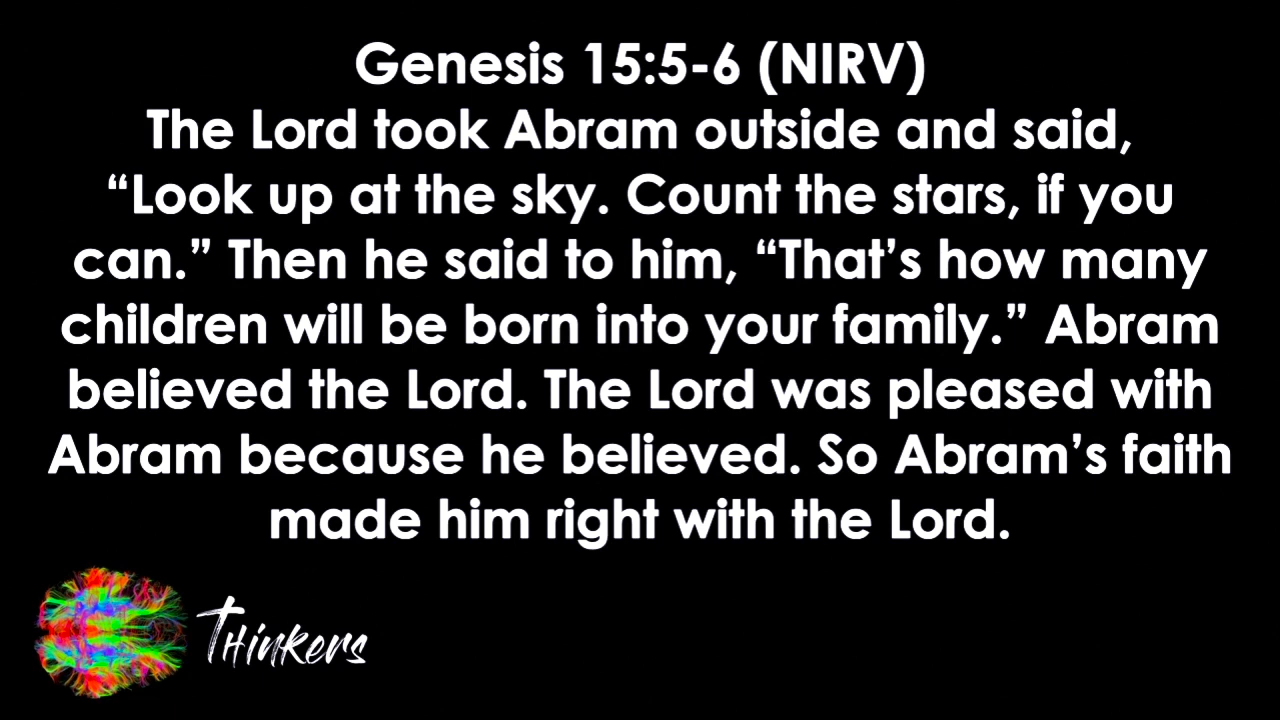 Genesis 15:5-6 (NIRV)
The Lord took Abram outside and said,
“Look up at the sky. Count the stars, if you
can.” Then he said to him, “That’s how many
children will be born into your family.” Abram
believed the Lord. The Lord was pleased with
Abram because he believed. So Abram’s faith
made him right with the Lord.
THinKers